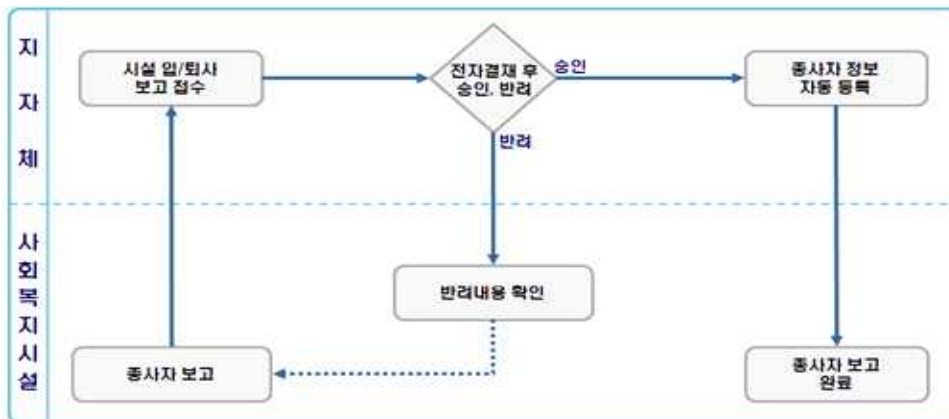 지자체
시설 입/퇴사
보고 접수
전자결재 후
승인, 반려
승인
종사자 정보
자동 등록
반려
사회복지시설
반려내용 확인
종사자 보고
종사자 보고
완료